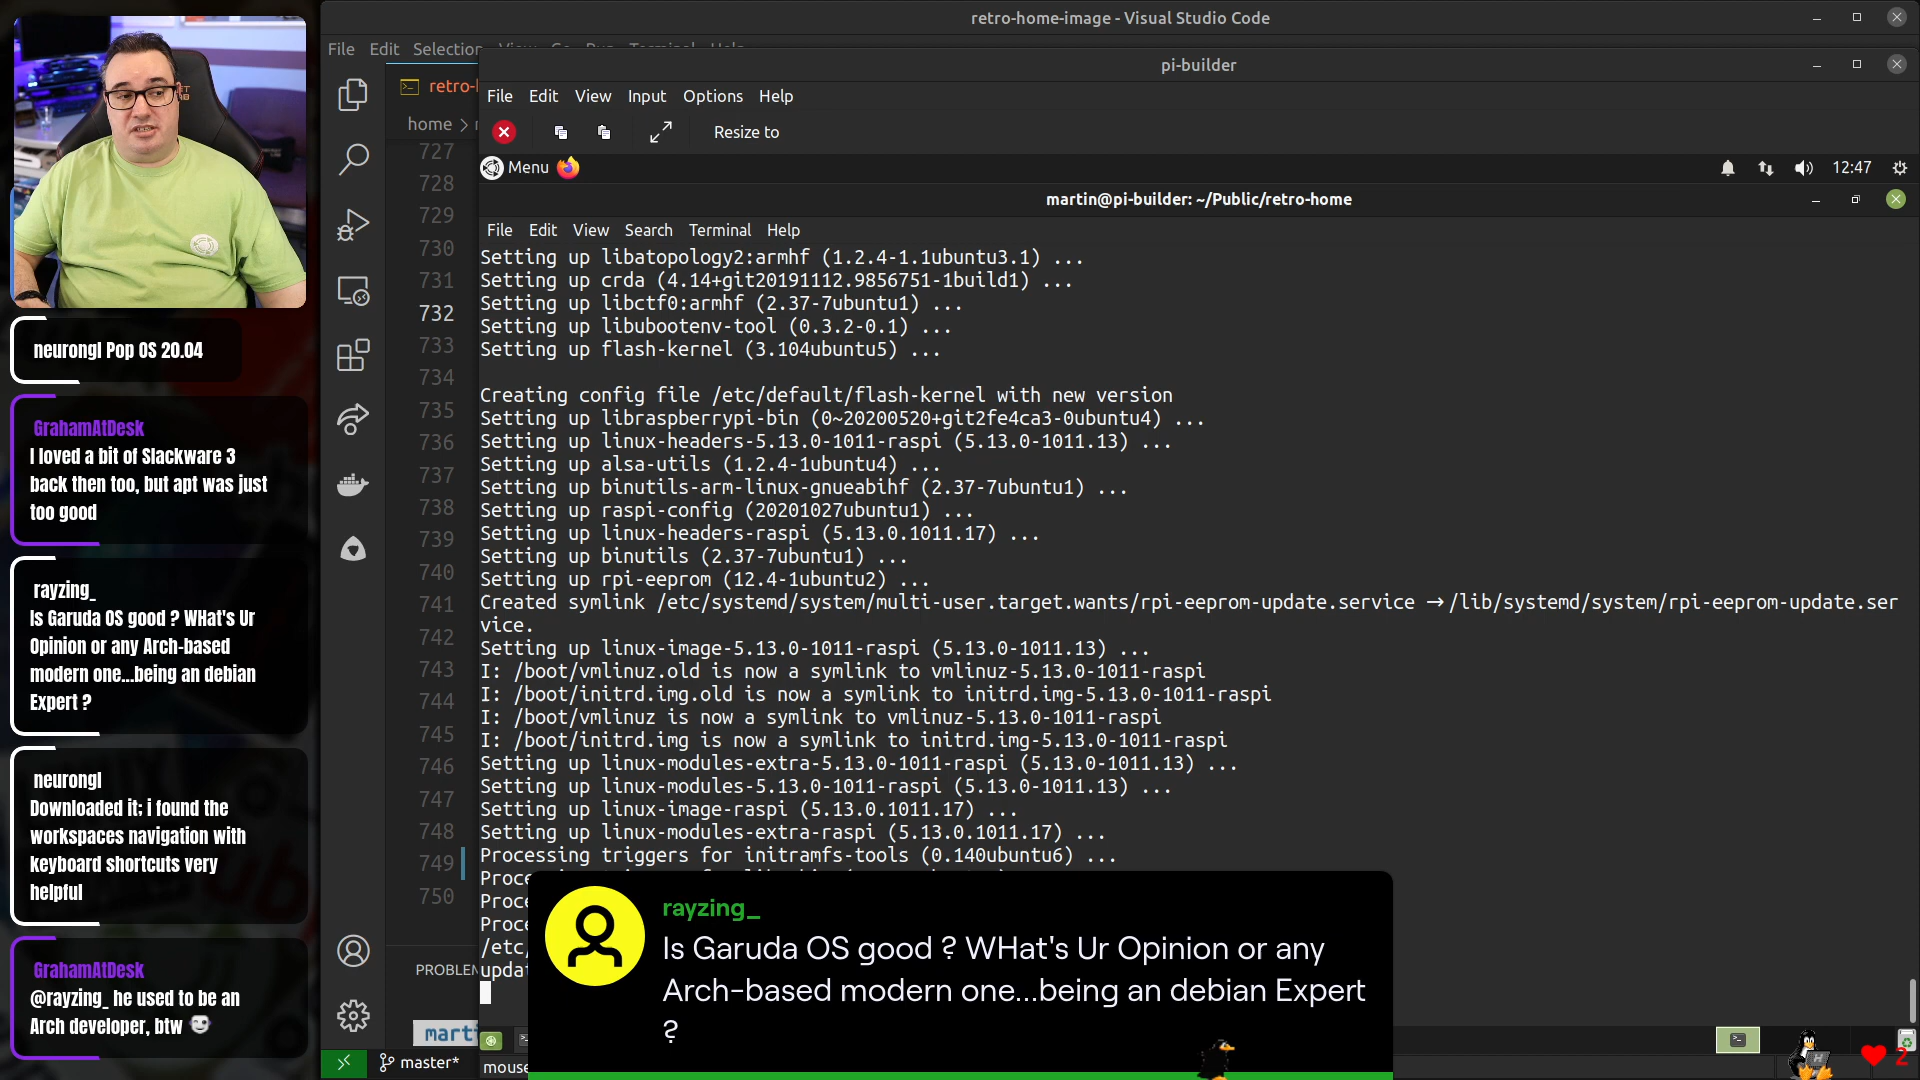 neurongl Pop OS 20.04
GrahamAtDesk
I loved a bit of Slackware 3
back then too, but apt was just
too good
rayzing_
Is Garuda OS good ? WHat's Ur
Opinion or any Arch-based
modern one...being an debian
Expert ?
neurongl
Downloaded it; i found the
workspaces navigation with
keyboard shortcuts very
helpful
GrahamAtDesk
@rayzing_ he used to be an
Arch developer, btw
retro-home-image - Visual Studio Code
File Edit Selection View Go Run Terminal Help
retro-
home >
727
728
729
730
731
732
733
734
735
736
737
738
739
740
741
742
743
744
745
746
747
748
749
750
PROBLEM
marti
master*
pi-builder
File Edit View Input Options Help
Resize to
Menu
12:47
martin@pi-builder: ~/Public/retro-home
File Edit View Search Terminal Help
Setting up libatopology2:armhf (1.2.4-1.1ubuntu3.1) ...
Setting up crda (4.14+git20191112.9856751-1build1) ...
Setting up libctf0:armhf (2.37-7ubuntu1) ...
Setting up libubootenv-tool (0.3.2-0.1) ...
Setting up flash-kernel (3.104ubuntu5) ...
Creating config file /etc/default/flash-kernel with new version
Setting up libraspberrypi-bin (0~20200520+git2fe4ca3-0ubuntu4) ...
Setting up linux-headers-5.13.0-1011-raspi (5.13.0-1011.13) ...
Setting up alsa-utils (1.2.4-1ubuntu4) ...
Setting up binutils-arm-linux-gnueabihf (2.37-7ubuntu1) ...
Setting up raspi-config (20201027ubuntu1) ...
Setting up linux-headers-raspi (5.13.0.1011.17) ...
Setting up binutils (2.37-7ubuntu1) ...
Setting up rpi-eeprom (12.4-1ubuntu2) ...
Created symlink /etc/systemd/system/multi-user.target.wants/rpi-eeprom-update.service → /lib/systemd/system/rpi-eeprom-update.ser
vice.
Setting up linux-image-5.13.0-1011-raspi (5.13.0-1011.13) ...
I: /boot/vmlinuz.old is now a symlink to vmlinuz-5.13.0-1011-raspi
I: /boot/initrd.img.old is now a symlink to initrd.img-5.13.0-1011-raspi
I: /boot/vmlinuz is now a symlink to vmlinuz-5.13.0-1011-raspi
I: /boot/initrd.img is now a symlink to initrd.img-5.13.0-1011-raspi
Setting up linux-modules-extra-5.13.0-1011-raspi (5.13.0-1011.13) ...
Setting up linux-modules-5.13.0-1011-raspi (5.13.0-1011.13) ...
Setting up linux-image-raspi (5.13.0.1011.17) ...
Setting up linux-modules-extra-raspi (5.13.0.1011.17) ...
Processing triggers for initramfs-tools (0.140ubuntu6) ...
Proce
Proce
Proce
/etc/
updat
mouse
rayzing_
Is Garuda OS good ? WHat's Ur Opinion or any
Arch-based modern one...being an debian Expert
?
2